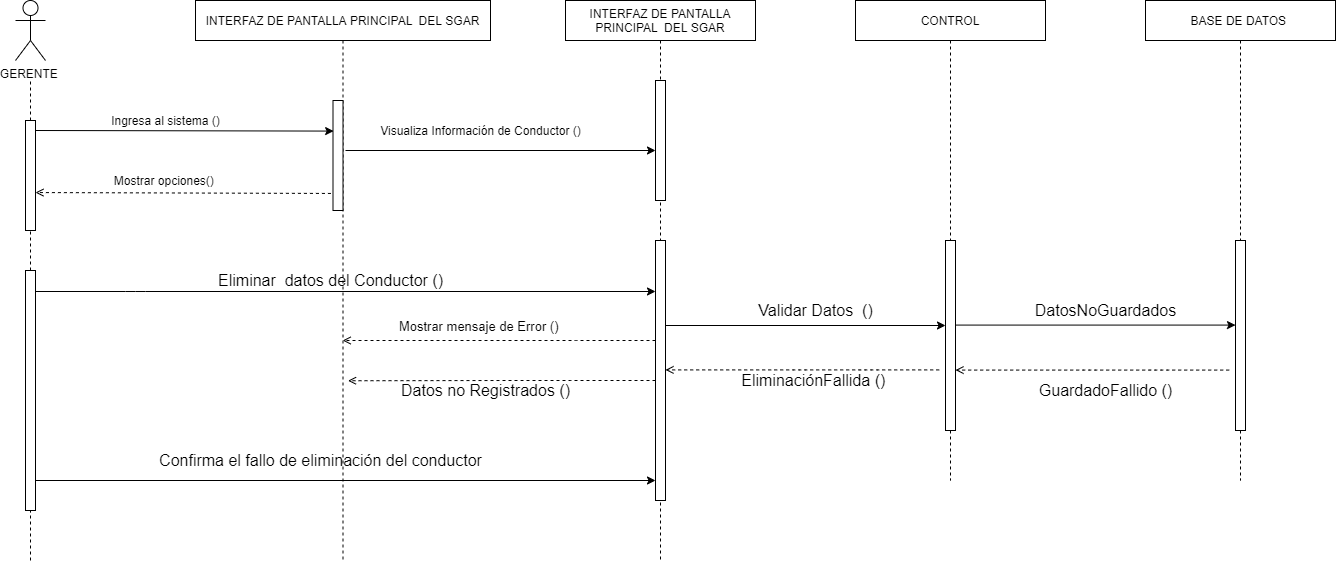 GERENTE
INTERFAZ DE PANTALLA PRINCIPAL DEL SGAR
INTERFAZ DE PANTALLA
PRINCIPAL DEL SGAR
CONTROL
BASE DE DATOS
Ingresa al sistema ()
Visualiza Información de Conductor ()
Mostrar opciones()
Eliminar datos del Conductor ()
Validar Datos ()
DatosNoGuardados
Mostrar mensaje de Error ()
EliminaciónFallida ()
Datos no Registrados ()
GuardadoFallido ()
Confirma el fallo de eliminación del conductor